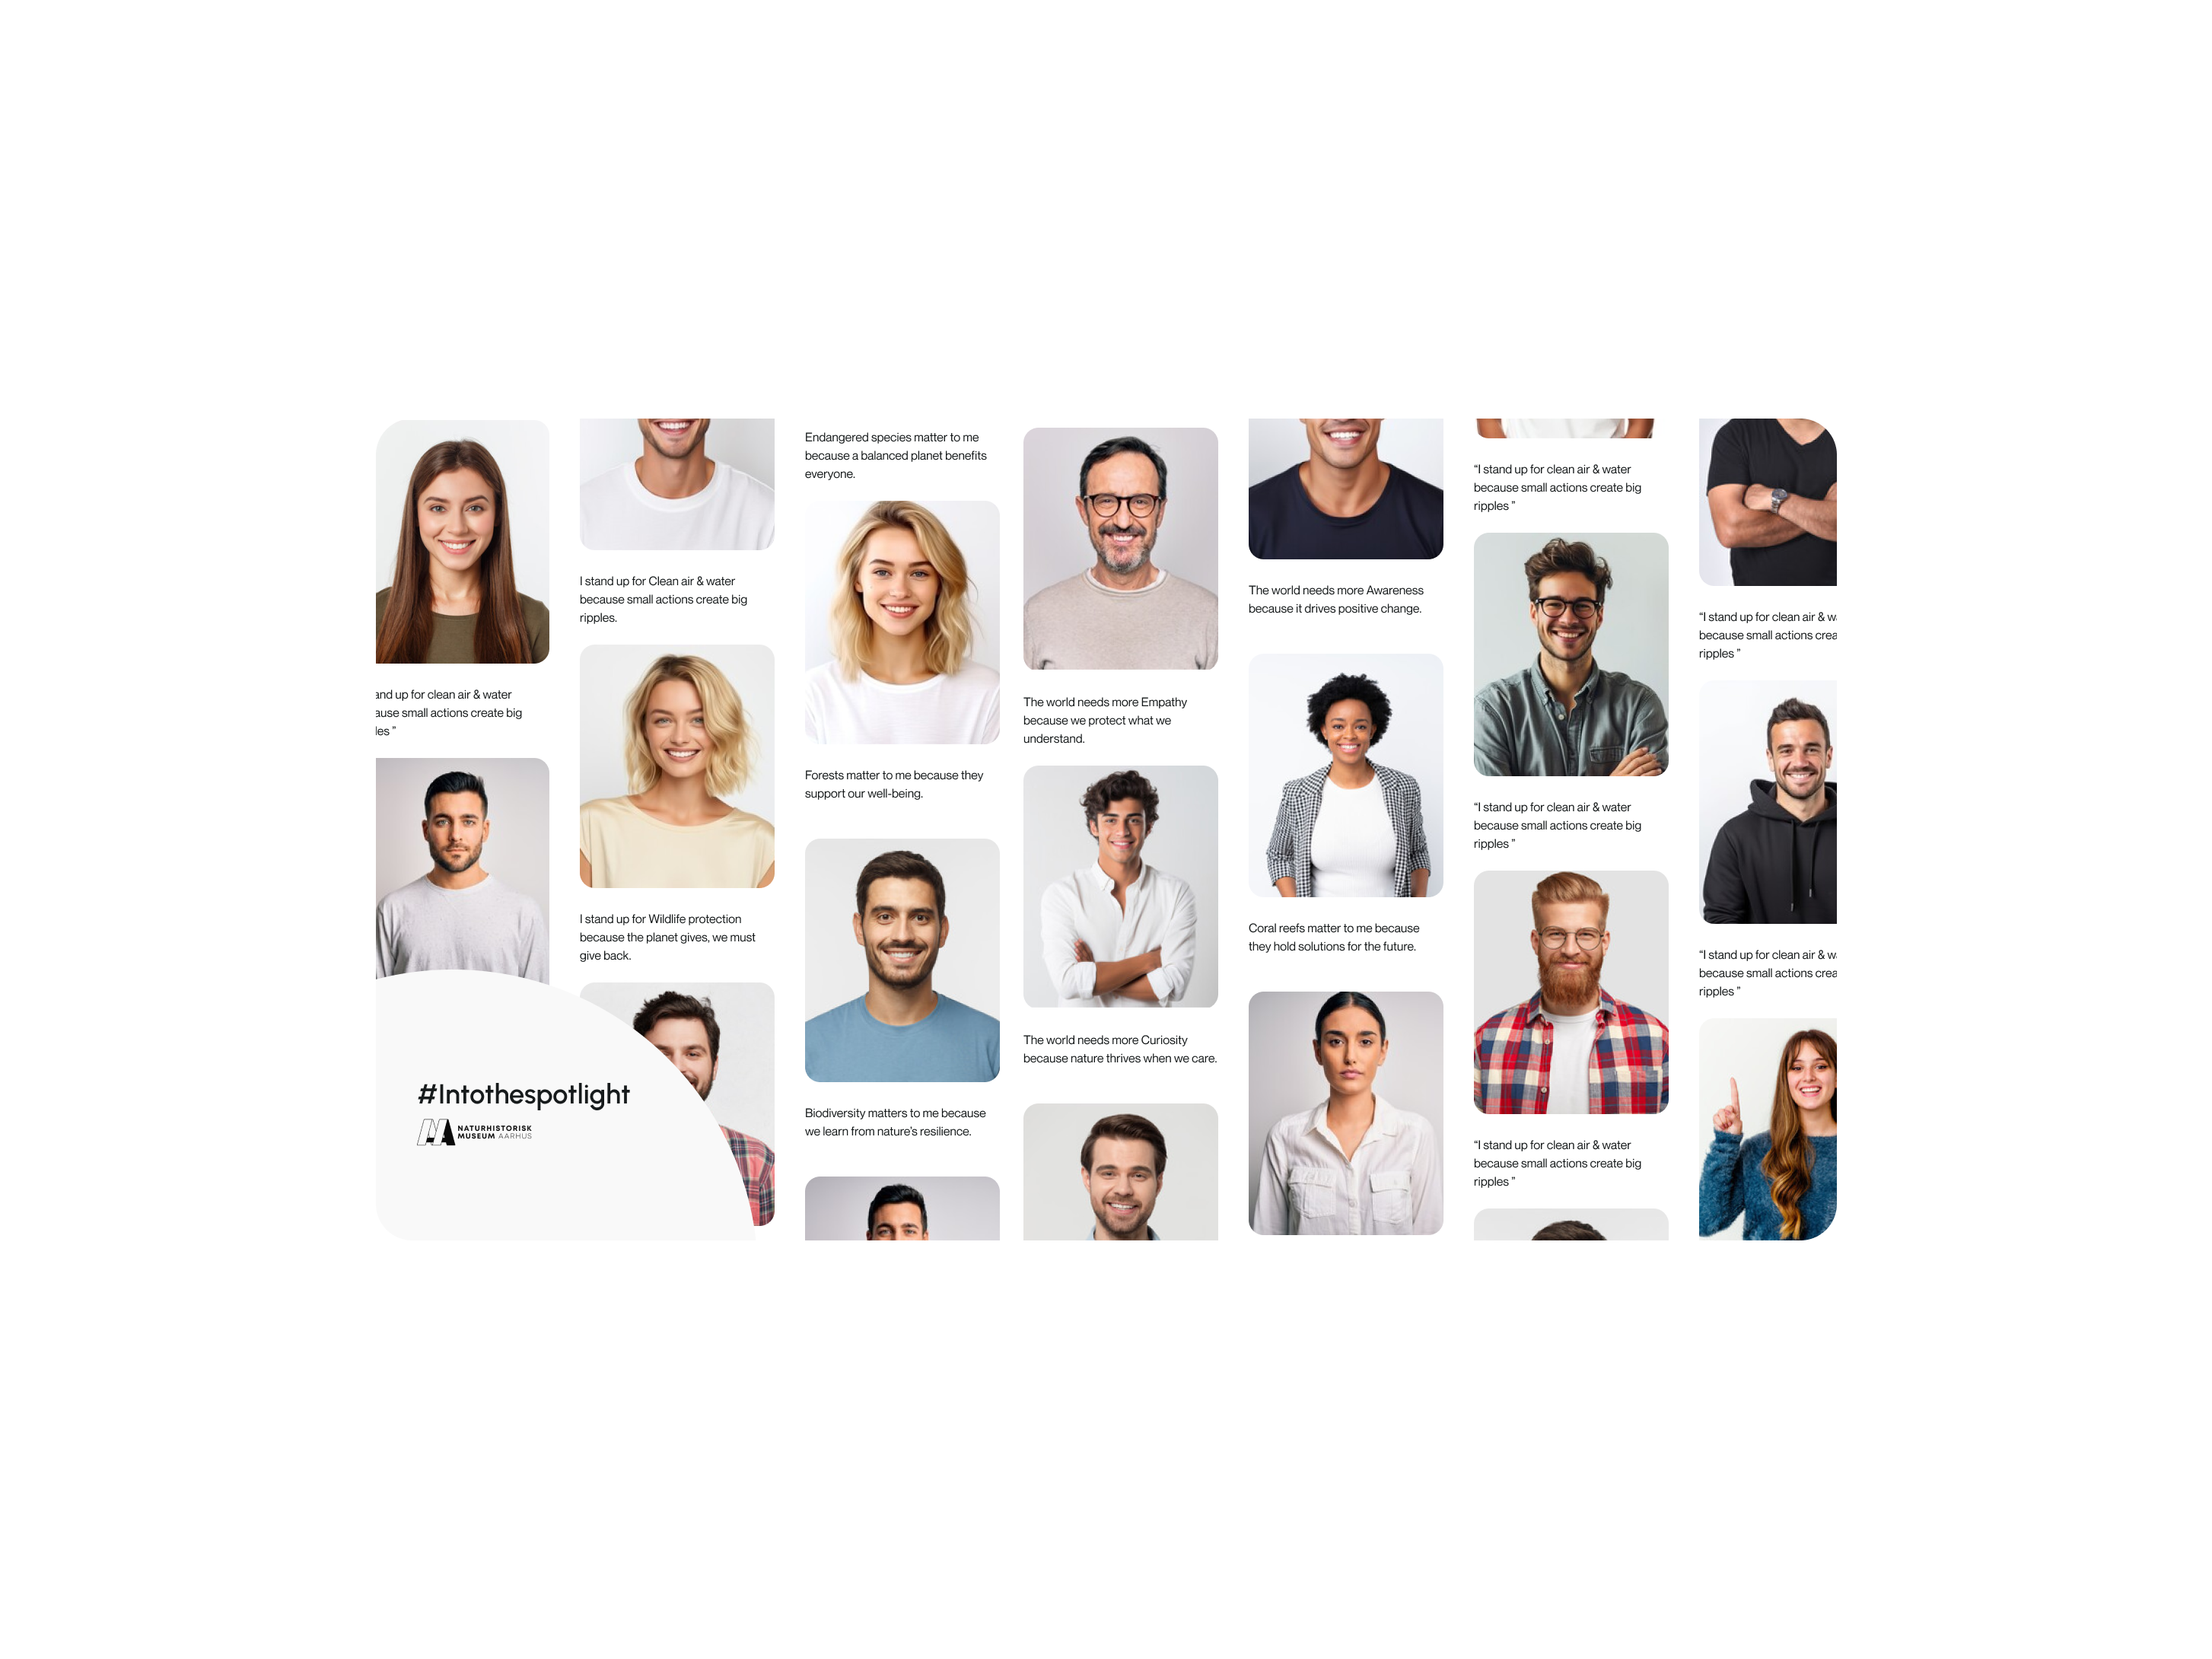 and up for clean air & water
ause small actions create big
les ”
#Intothespotlight
NATURHISTORISK
MUSEUM AARHUS
I stand up for Clean air & water
because small actions create big
ripples.
I stand up for Wildlife protection
because the planet gives, we must
give back.
Endangered species matter to me
because a balanced planet benefits
everyone.
Forests matter to me because they
support our well-being.
Biodiversity matters to me because
we learn from nature’s resilience.
The world needs more Empathy
because we protect what we
understand.
The world needs more Curiosity
because nature thrives when we care.
The world needs more Awareness
because it drives positive change.
Coral reefs matter to me because
they hold solutions for the future.
“I stand up for clean air & water
because small actions create big
ripples ”
“I stand up for clean air & water
because small actions create big
ripples ”
“I stand up for clean air & water
because small actions create big
ripples ”
“I stand up for clean air & w
because small actions crea
ripples ”
“I stand up for clean air & w
because small actions crea
ripples ”